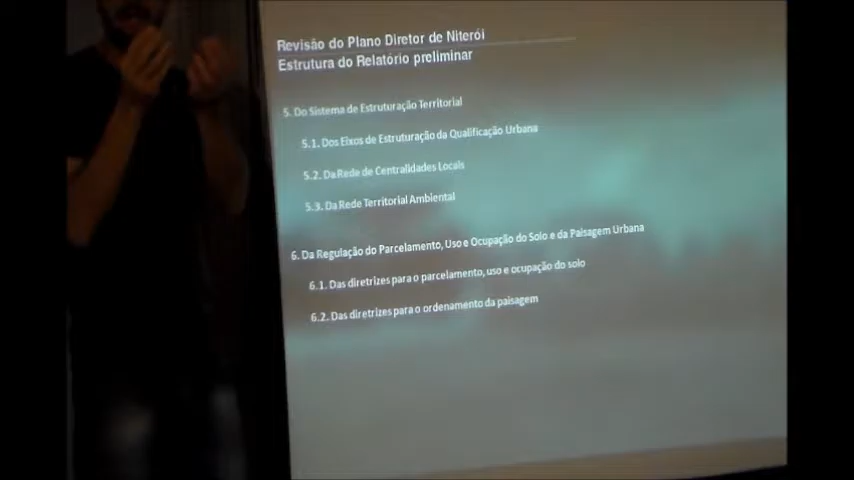 Revisão do Plano Diretor de Niterói
Estrutura do Relatório preliminar
5. Do Sistema de Estruturação Territorial
5.1. Dos Eixos de Estruturação da Qualificação Urbana
5.2. Da Rede de Centralidades Locais
5.3. Da Rede Territorial Ambiental
6. Da Regulação do Parcelamento, Uso e Ocupação do Solo e da Paisagem Urbana
6.1. Das diretrizes para o parcelamento, uso e ocupação do solo
6.2. Das diretrizes para o ordenamento da paisagem